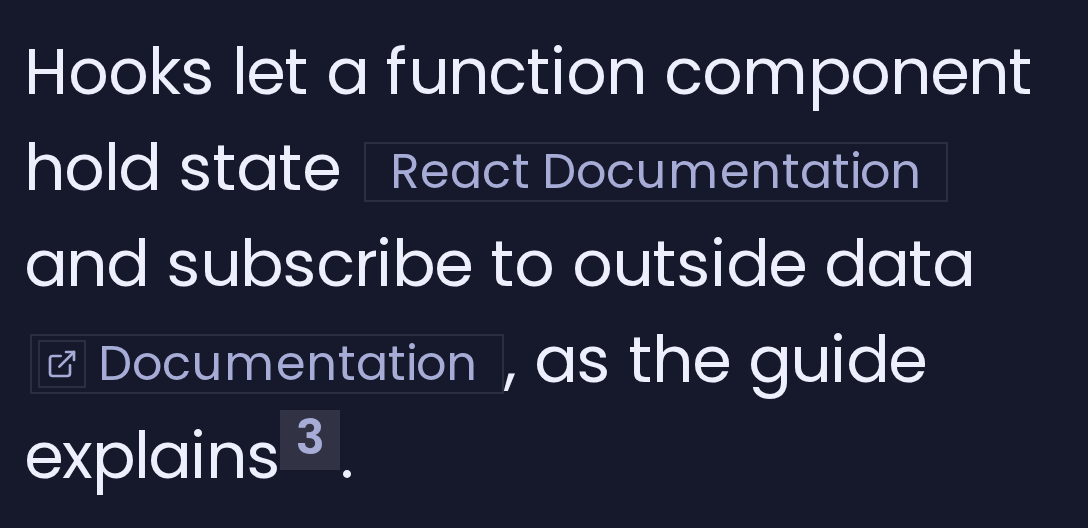 Hooks let a function component
hold state React Documentation
and subscribe to outside data
Documentation, as the guide
explains3.